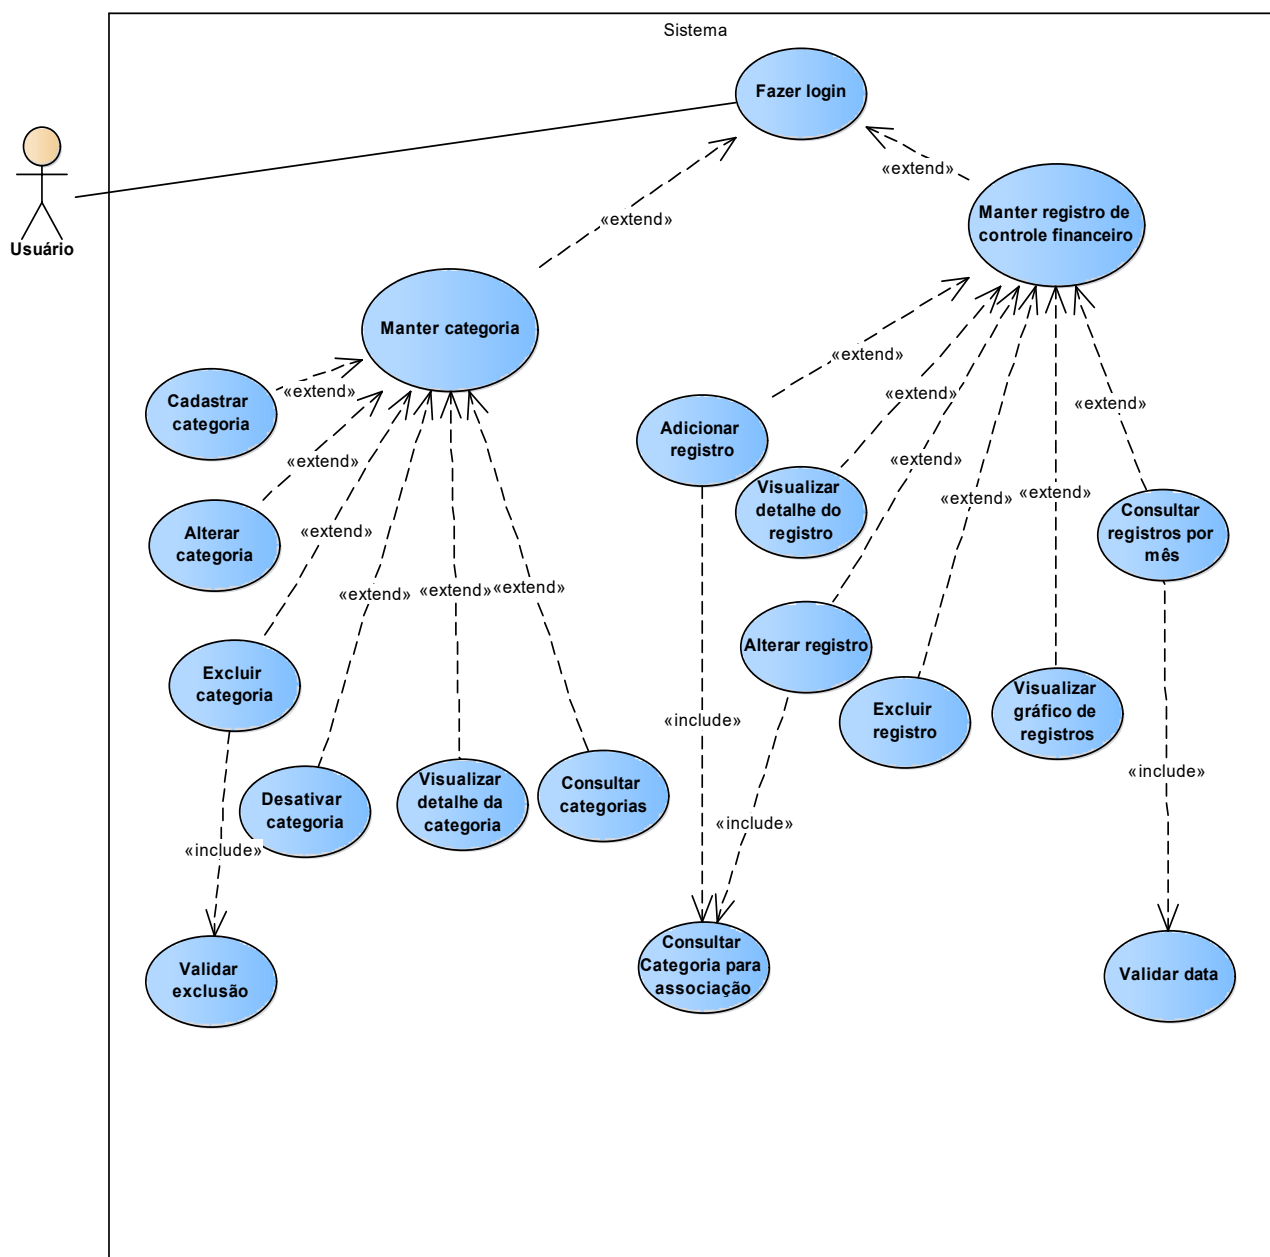 Sistema
Fazer login
«extend»
Manter registro de
controle financeiro
«extend»
Usuário
Manter categoria
«extend»
Cadastrar
categoria
«extend»
«extend»
Adicionar
registro
«extend»
«extend»
Alterar
categoria
«extend»
Visualizar
detalhe do
registro
«extend»
«extend»
«extend»
Consultar
registros por
mês
«extend»
«extend»
«extend»
«extend»
Excluir
categoria
Alterar registro
Excluir
registro
Visualizar
gráfico de
registros
«include»
«include»
Desativar
categoria
Visualizar
detalhe da
categoria
Consultar
categorias
«include»
«include»
Validar
exclusão
Consultar
Categoria para
associação
Validar data